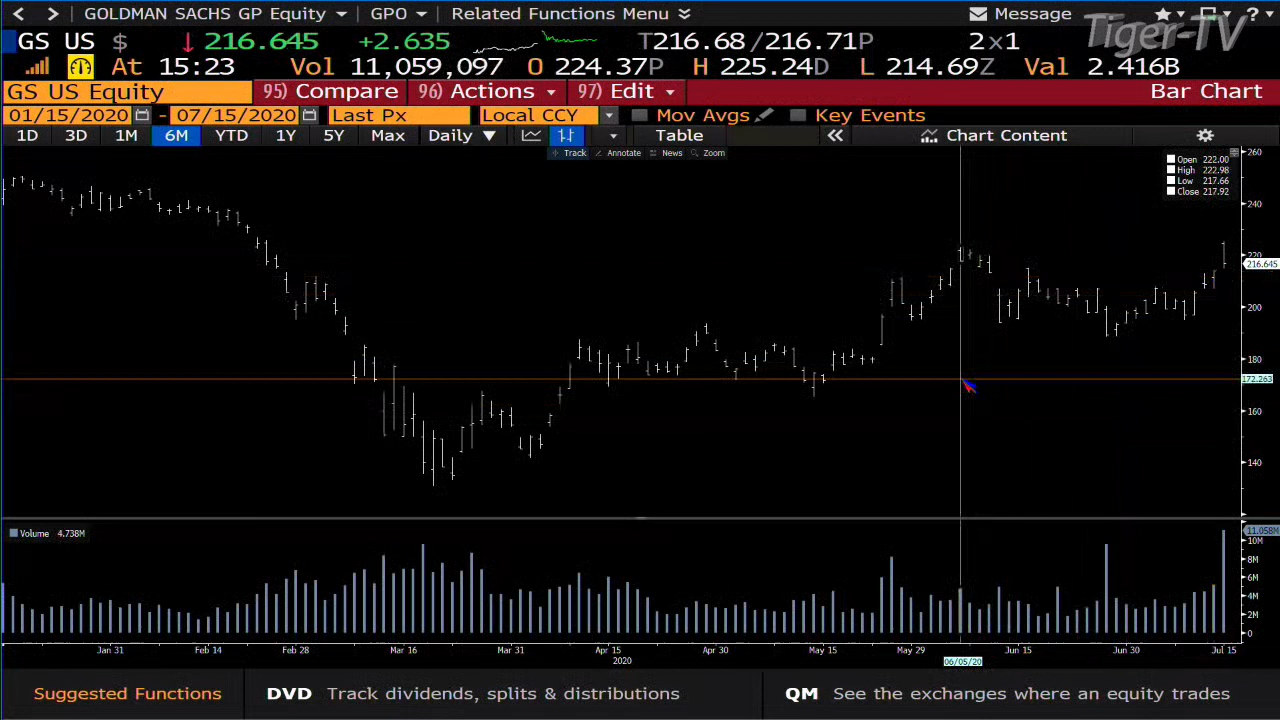 GOLDMAN SACHS GP Equity GPO Related Functions Menu Message ?
Tiger-TV
GS US $ 216.645 +2.635 T216.68/216.71P 2x1
At 15:23 Vol 11,059,097 O 224.37P H 225.24D L 214.69Z Val 2.416B
GS US Equity 95) Compare 96) Actions 97) Edit Bar Chart
01/15/2020 - 07/15/2020 Last Px Local CCY Mov Avgs Key Events
1D 3D 1M 6M YTD 1Y 5Y Max Daily Table Chart Content
Track Annotate News Zoom
Open 222.00
High 222.98
Low 217.66
Close 217.92
260
240
220
216.645
200
180
172.263
160
140
Volume 4.738M
11.058M
10M
8M
6M
4M
2M
0
Jan 31 Feb 14 Feb 28 Mar 16 Mar 31 Apr 15 Apr 30 May 15 May 29 Jun 15 Jun 30 Jul 15
2020 06/05/20
Suggested Functions DVD Track dividends, splits & distributions QM See the exchanges where an equity trades